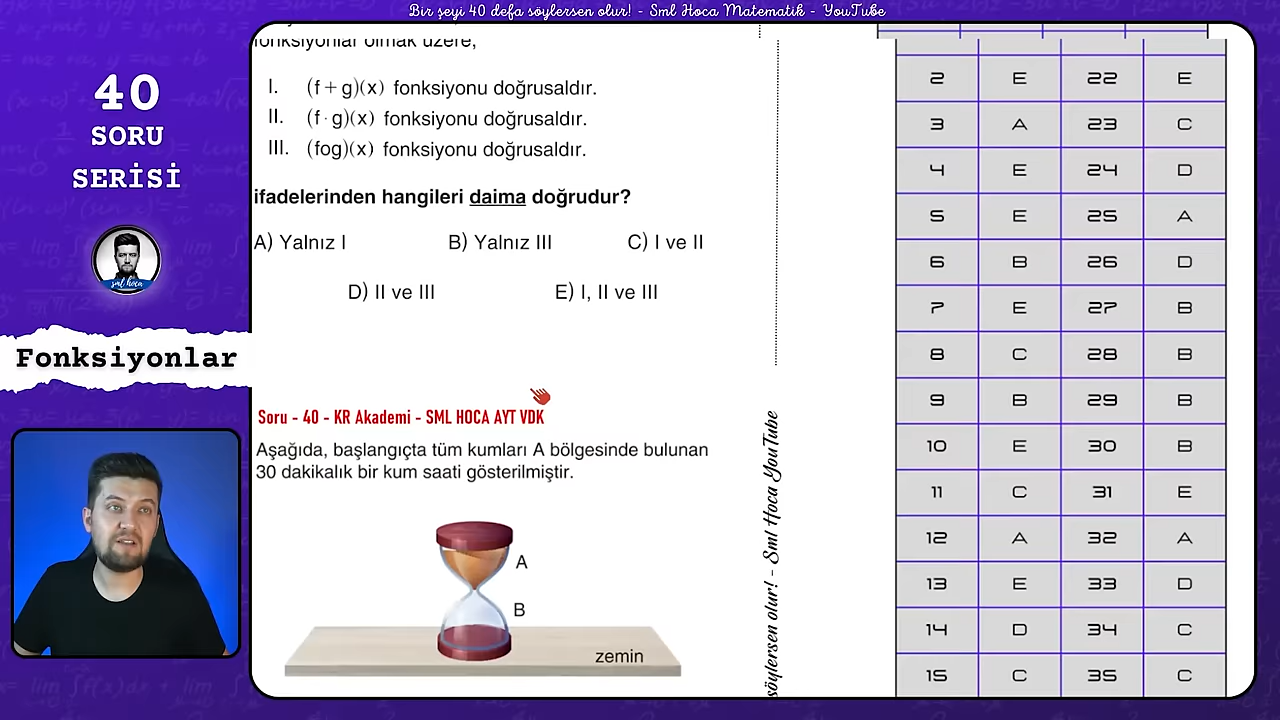 Bir şeyi 40 defa söylersen olur! - Sml Hoca Matematik - YouTube
40
SORU
SERİSİ
sml hoca
Fonksiyonlar
fonksiyonlar olmak üzere,
I. (f + g)(x) fonksiyonu doğrusaldır.
II. (f · g)(x) fonksiyonu doğrusaldır.
III. (fog)(x) fonksiyonu doğrusaldır.
ifadelerinden hangileri daima doğrudur?
A) Yalnız I B) Yalnız III C) I ve II
D) II ve III E) I, II ve III
Soru - 40 - KR Akademi - SML HOCA AYT VDK
Aşağıda, başlangıçta tüm kumları A bölgesinde bulunan
30 dakikalık bir kum saati gösterilmiştir.
A
B
zemin
söylersen olur! - Sml Hoca YouTube
2 E 22 E
3 A 23 C
4 E 24 D
5 E 25 A
6 B 26 D
7 E 27 B
8 C 28 B
9 B 29 B
10 E 30 B
11 C 31 E
12 A 32 A
13 E 33 D
14 D 34 C
15 C 35 C